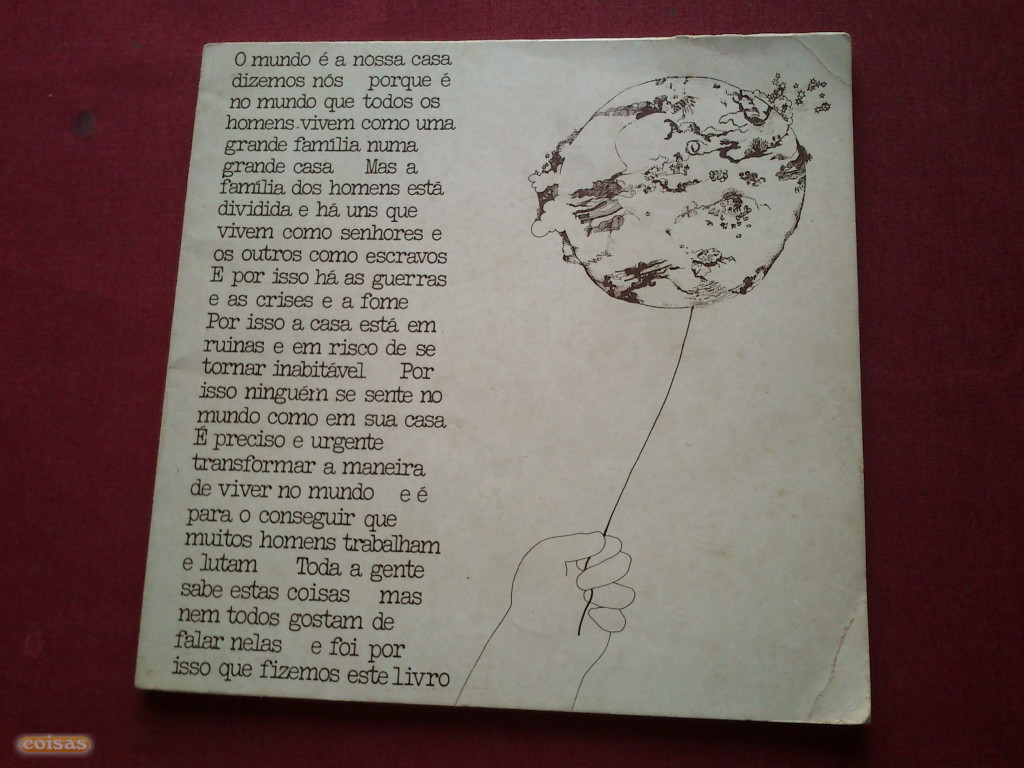 O mundo é a nossa casa
dizemos nós porque é
no mundo que todos os
homens vivem como uma
grande família numa
grande casa Mas a
família dos homens está
dividida e há uns que
vivem como senhores e
os outros como escravos
E por isso há as guerras
e as crises e a fome
Por isso a casa está em
ruinas e em risco de se
tornar inabitável Por
isso ninguém se sente no
mundo como em sua casa
É preciso e urgente
transformar a maneira
de viver no mundo e é
para o conseguir que
muitos homens trabalham
e lutam Toda a gente
sabe estas coisas mas
nem todos gostam de
falar nelas e foi por
isso que fizemos este livro
coisas